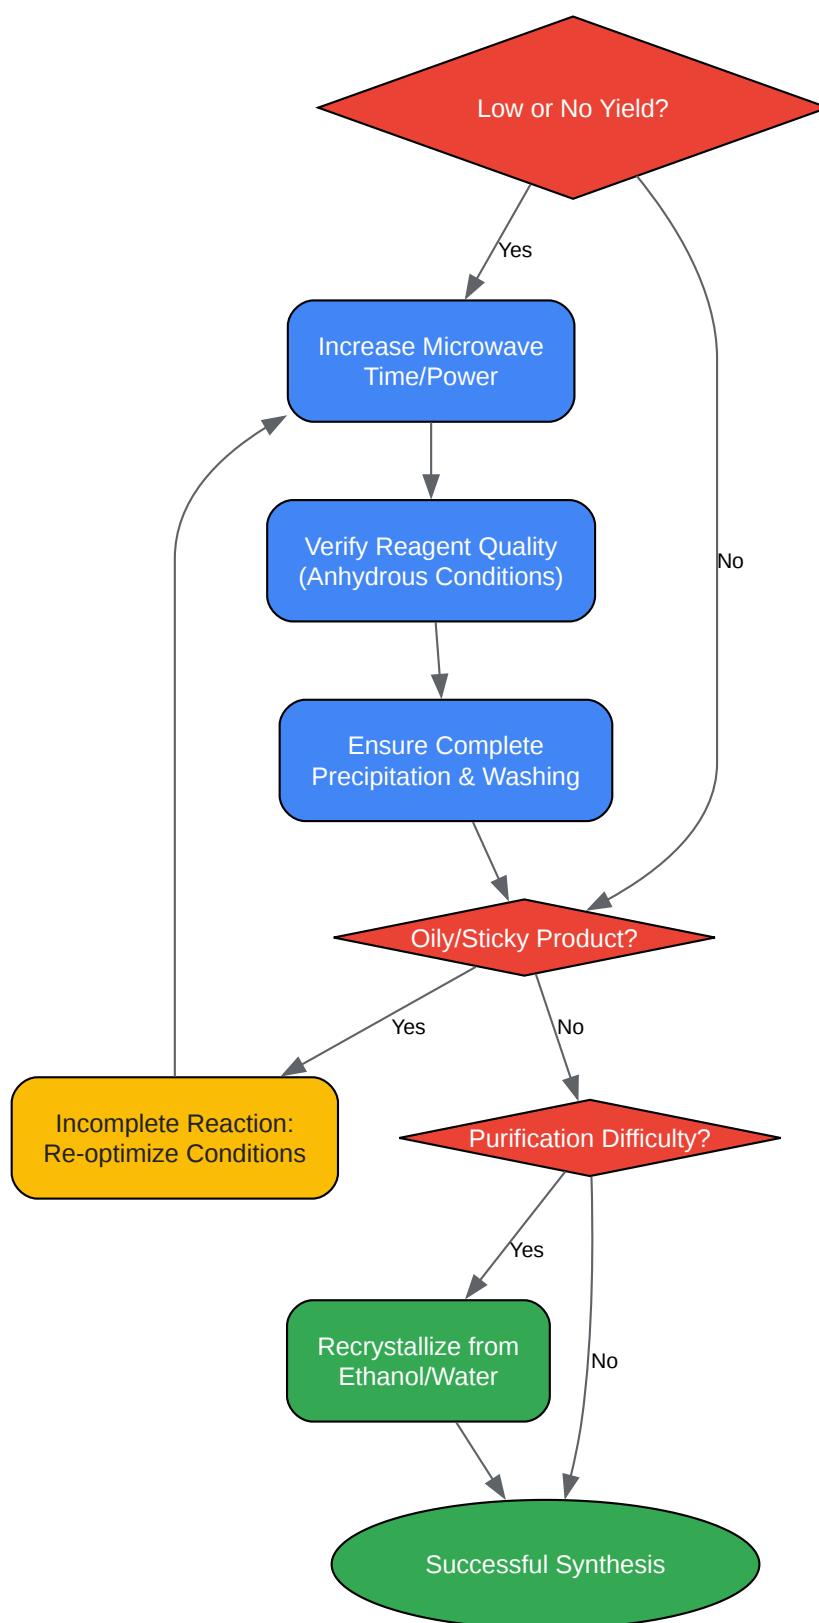 Low or No Yield?
Yes
Increase Microwave
Time/Power
Verify Reagent Quality
(Anhydrous Conditions)
No
Ensure Complete
Precipitation & Washing
Oily/Sticky Product?
Yes
No
Incomplete Reaction:
Re-optimize Conditions
Purification Difficulty?
Yes
Recrystallize from
Ethanol/Water
No
Successful Synthesis